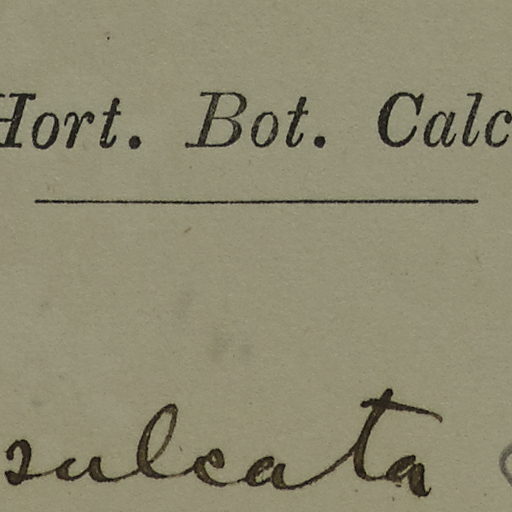 Hort. Bot. Calc
sulcata